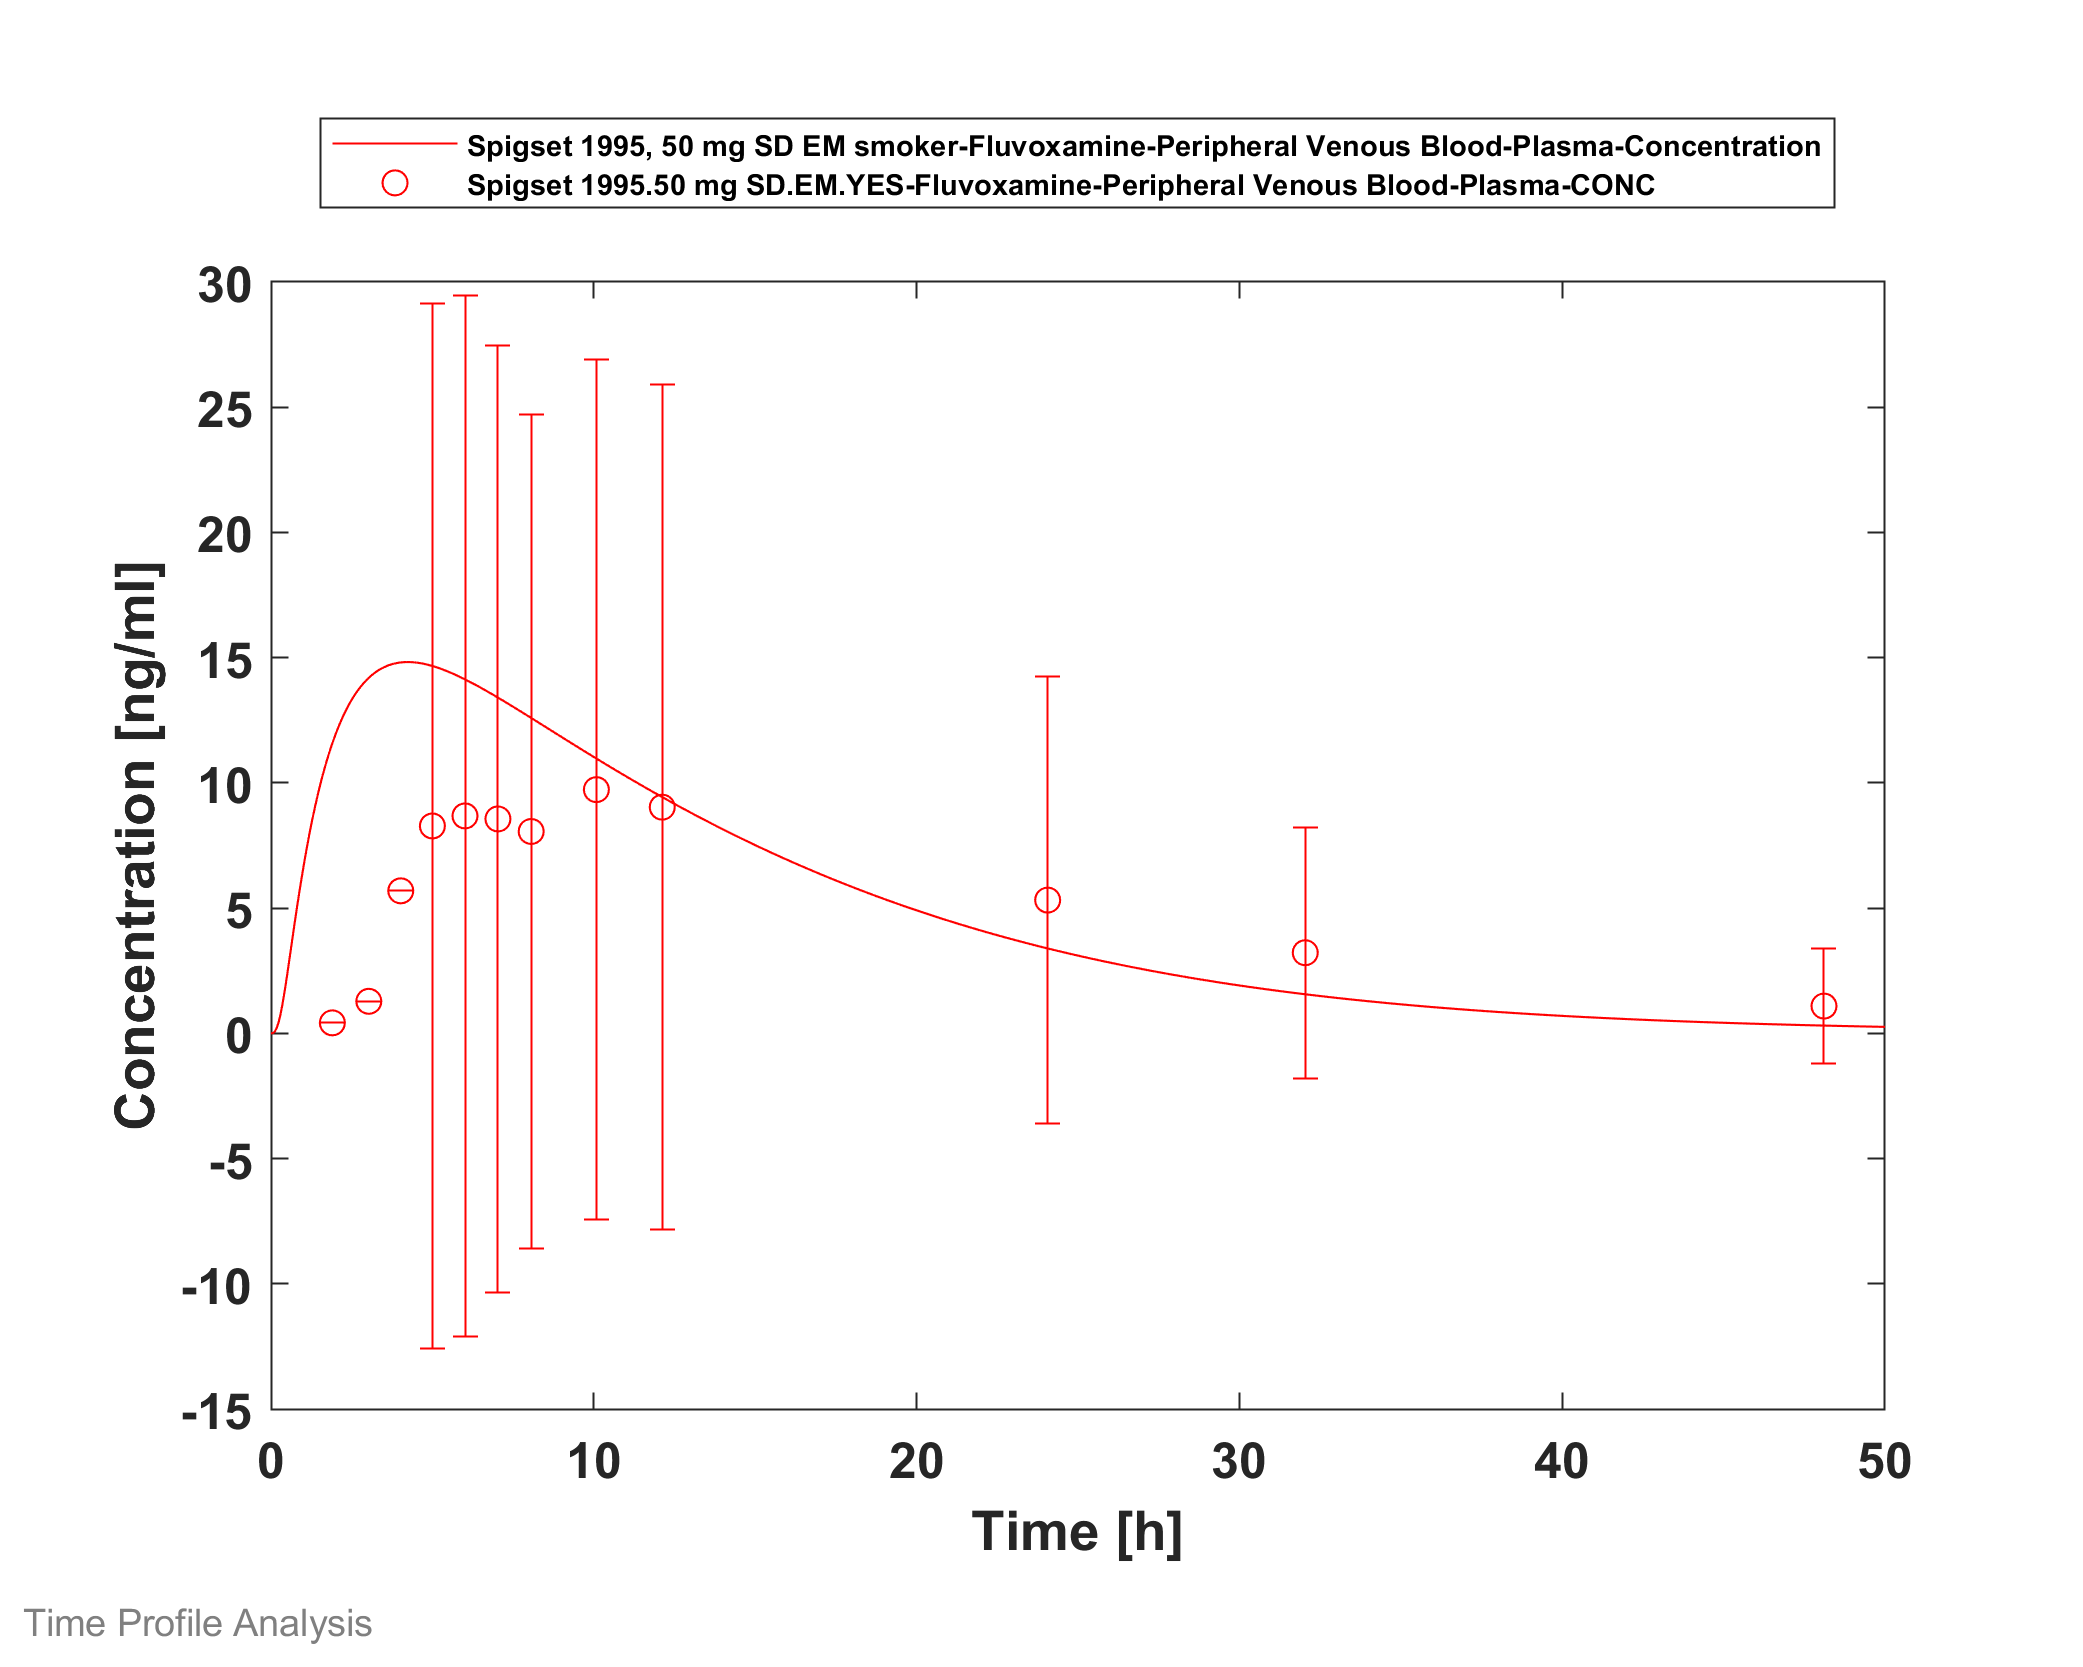 Spigset 1995, 50 mg SD EM smoker-Fluvoxamine-Peripheral Venous Blood-Plasma-Concentration
Spigset 1995.50 mg SD.EM.YES-Fluvoxamine-Peripheral Venous Blood-Plasma-CONC
30
25
20
15
10
5
0
-5
-10
-15
Concentration [ng/ml]
0 10 20 30 40 50
Time [h]
Time Profile Analysis